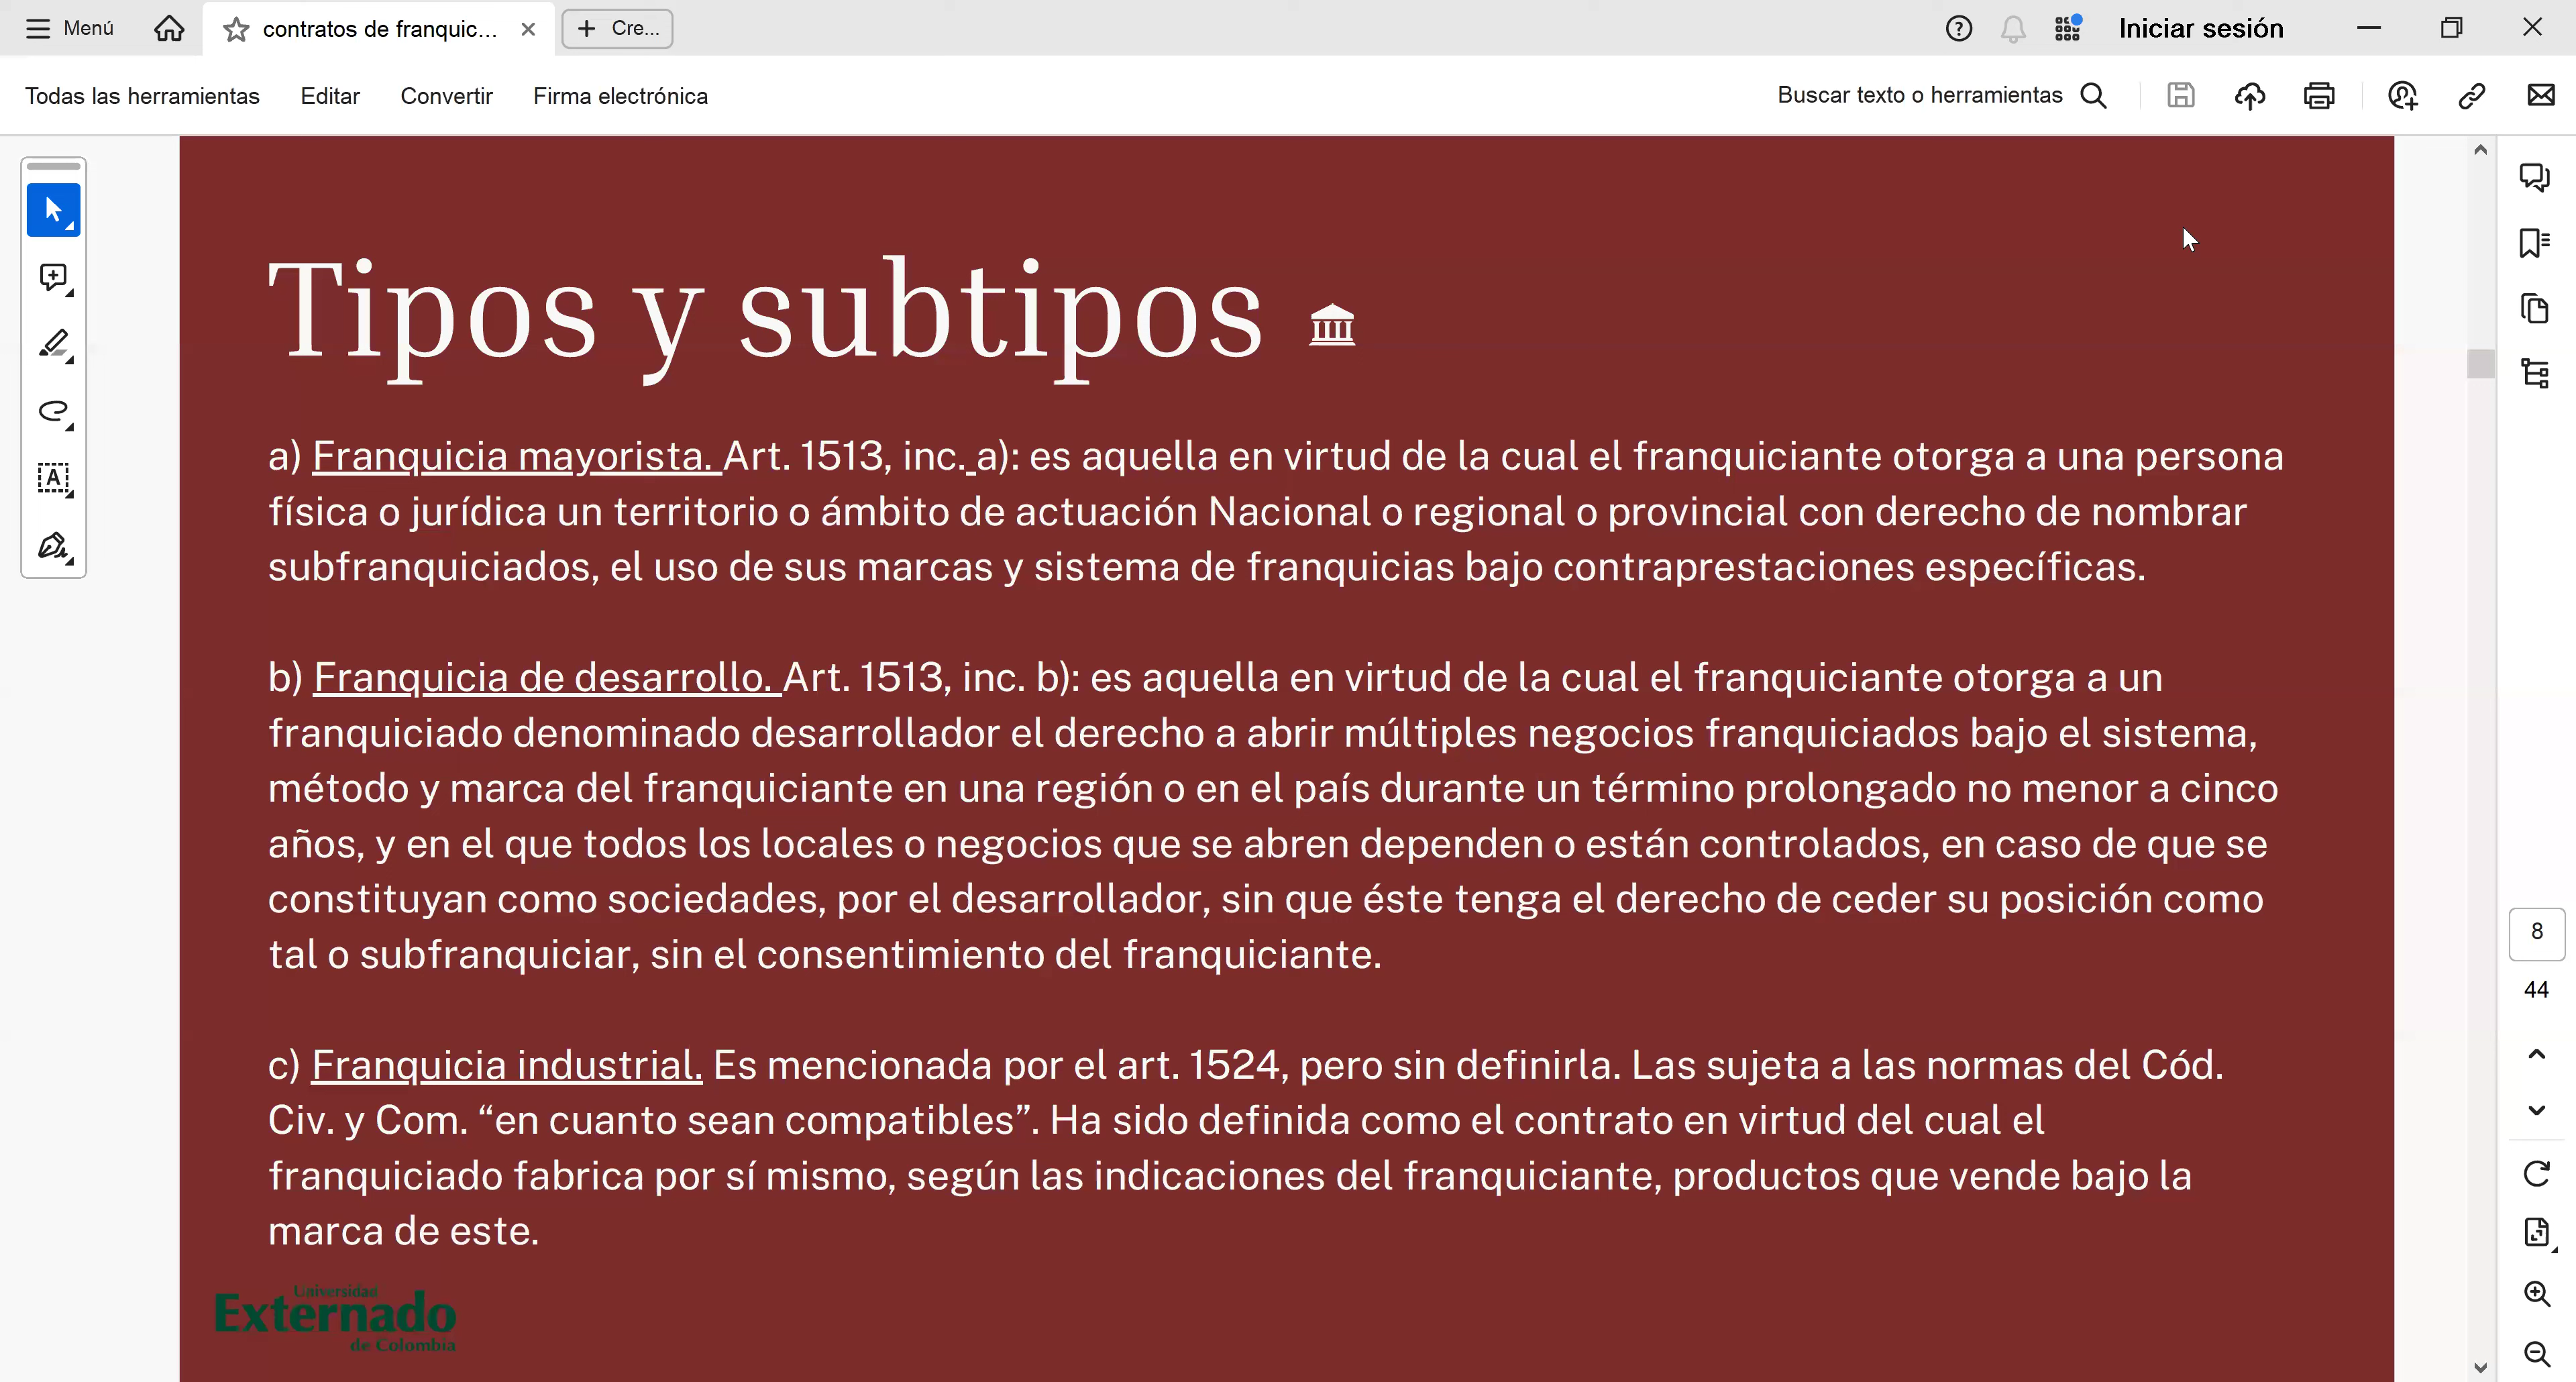 Menú
contratos de franquic...
Cre...
Iniciar sesión
Todas las herramientas
Editar
Convertir
Firma electrónica
Buscar texto o herramientas
Tipos y subtipos
a) Franquicia mayorista. Art. 1513, inc. a): es aquella en virtud de la cual el franquiciante otorga a una persona
física o jurídica un territorio o ámbito de actuación Nacional o regional o provincial con derecho de nombrar
subfranquiciados, el uso de sus marcas y sistema de franquicias bajo contraprestaciones específicas.
b) Franquicia de desarrollo. Art. 1513, inc. b): es aquella en virtud de la cual el franquiciante otorga a un
franquiciado denominado desarrollador el derecho a abrir múltiples negocios franquiciados bajo el sistema,
método y marca del franquiciante en una región o en el país durante un término prolongado no menor a cinco
años, y en el que todos los locales o negocios que se abren dependen o están controlados, en caso de que se
constituyan como sociedades, por el desarrollador, sin que éste tenga el derecho de ceder su posición como
tal o subfranquiciar, sin el consentimiento del franquiciante.
c) Franquicia industrial. Es mencionada por el art. 1524, pero sin definirla. Las sujeta a las normas del Cód.
Civ. y Com. “en cuanto sean compatibles”. Ha sido definida como el contrato en virtud del cual el
franquiciado fabrica por sí mismo, según las indicaciones del franquiciante, productos que vende bajo la
marca de este.
Universidad
Externado
de Colombia
8
44